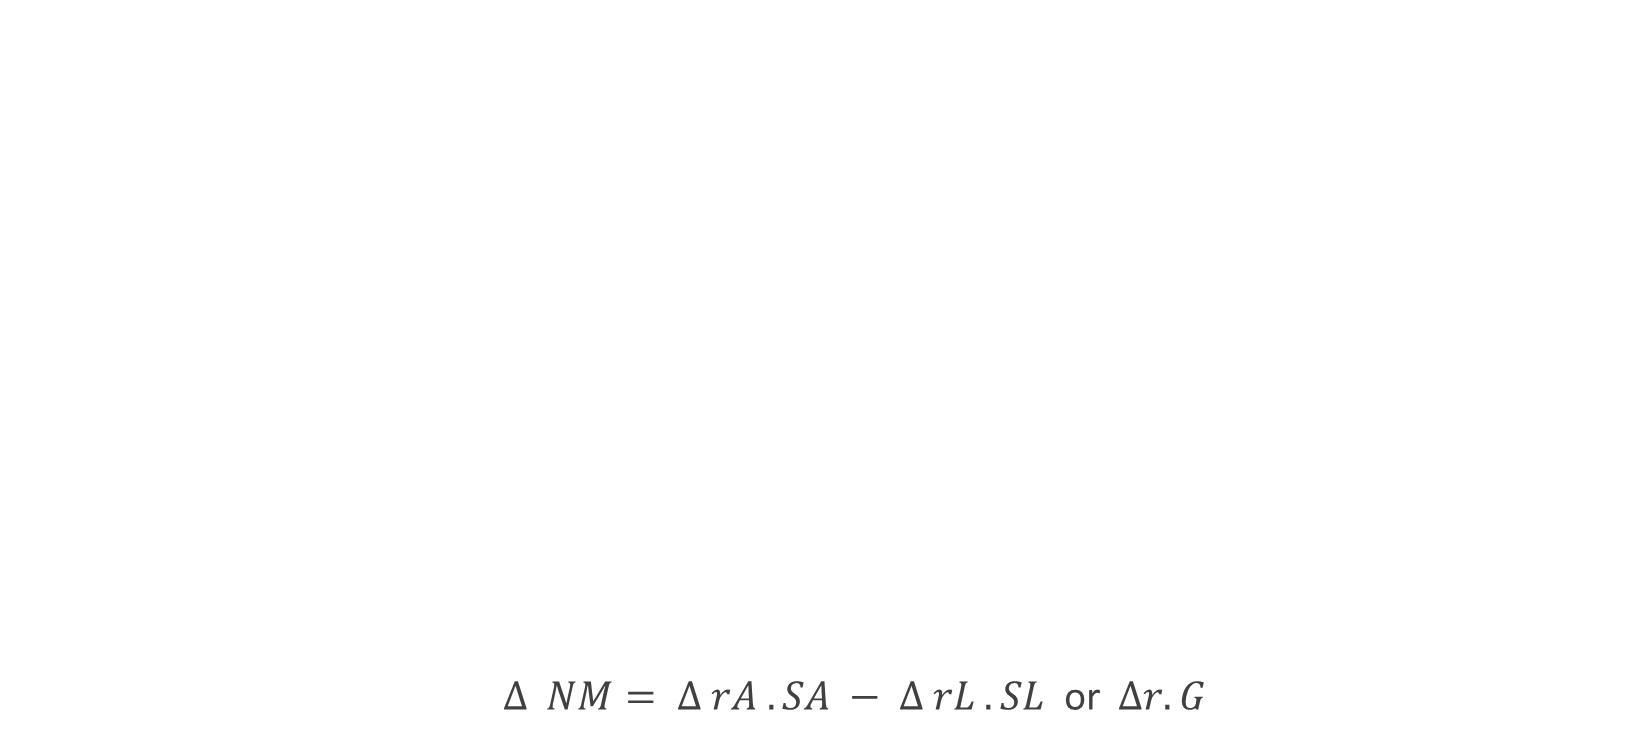 Δ NM = Δ rA . SA − Δ rL . SL or Δr. G